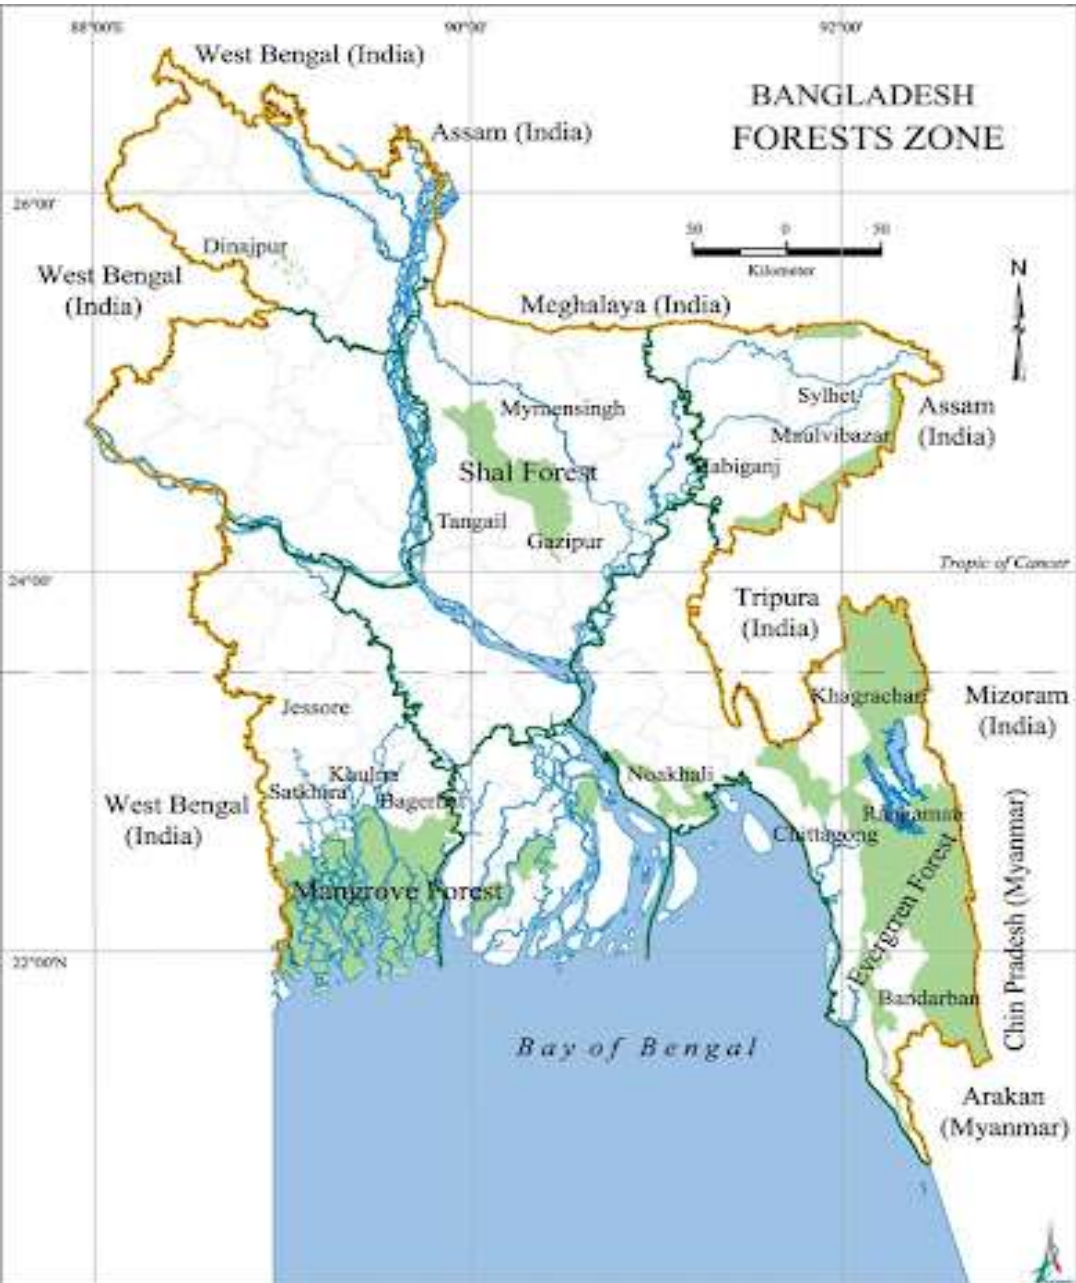 88°00'E
90°00'
92°00'
West Bengal (India)
BANGLADESH
FORESTS ZONE
Assam (India)
26°00'
50 0 50
Kilometer
Dinajpur
West Bengal
(India)
N
Meghalaya (India)
Mymensingh
Sylhet
Assam
(India)
Maulvibazar
Habiganj
Shal Forest
Tangail
Gazipur
24°00'
Tropic of Cancer
Tripura
(India)
Khagrachari
Mizoram
(India)
Jessore
Khulna
Satkhira
Bagerhat
Noakhali
West Bengal
(India)
Rangamati
Chittagong
Chin Pradesh (Myanmar)
Mangrove Forest
Evergrren Forest
22°00'N
Bandarban
Bay of Bengal
Arakan
(Myanmar)